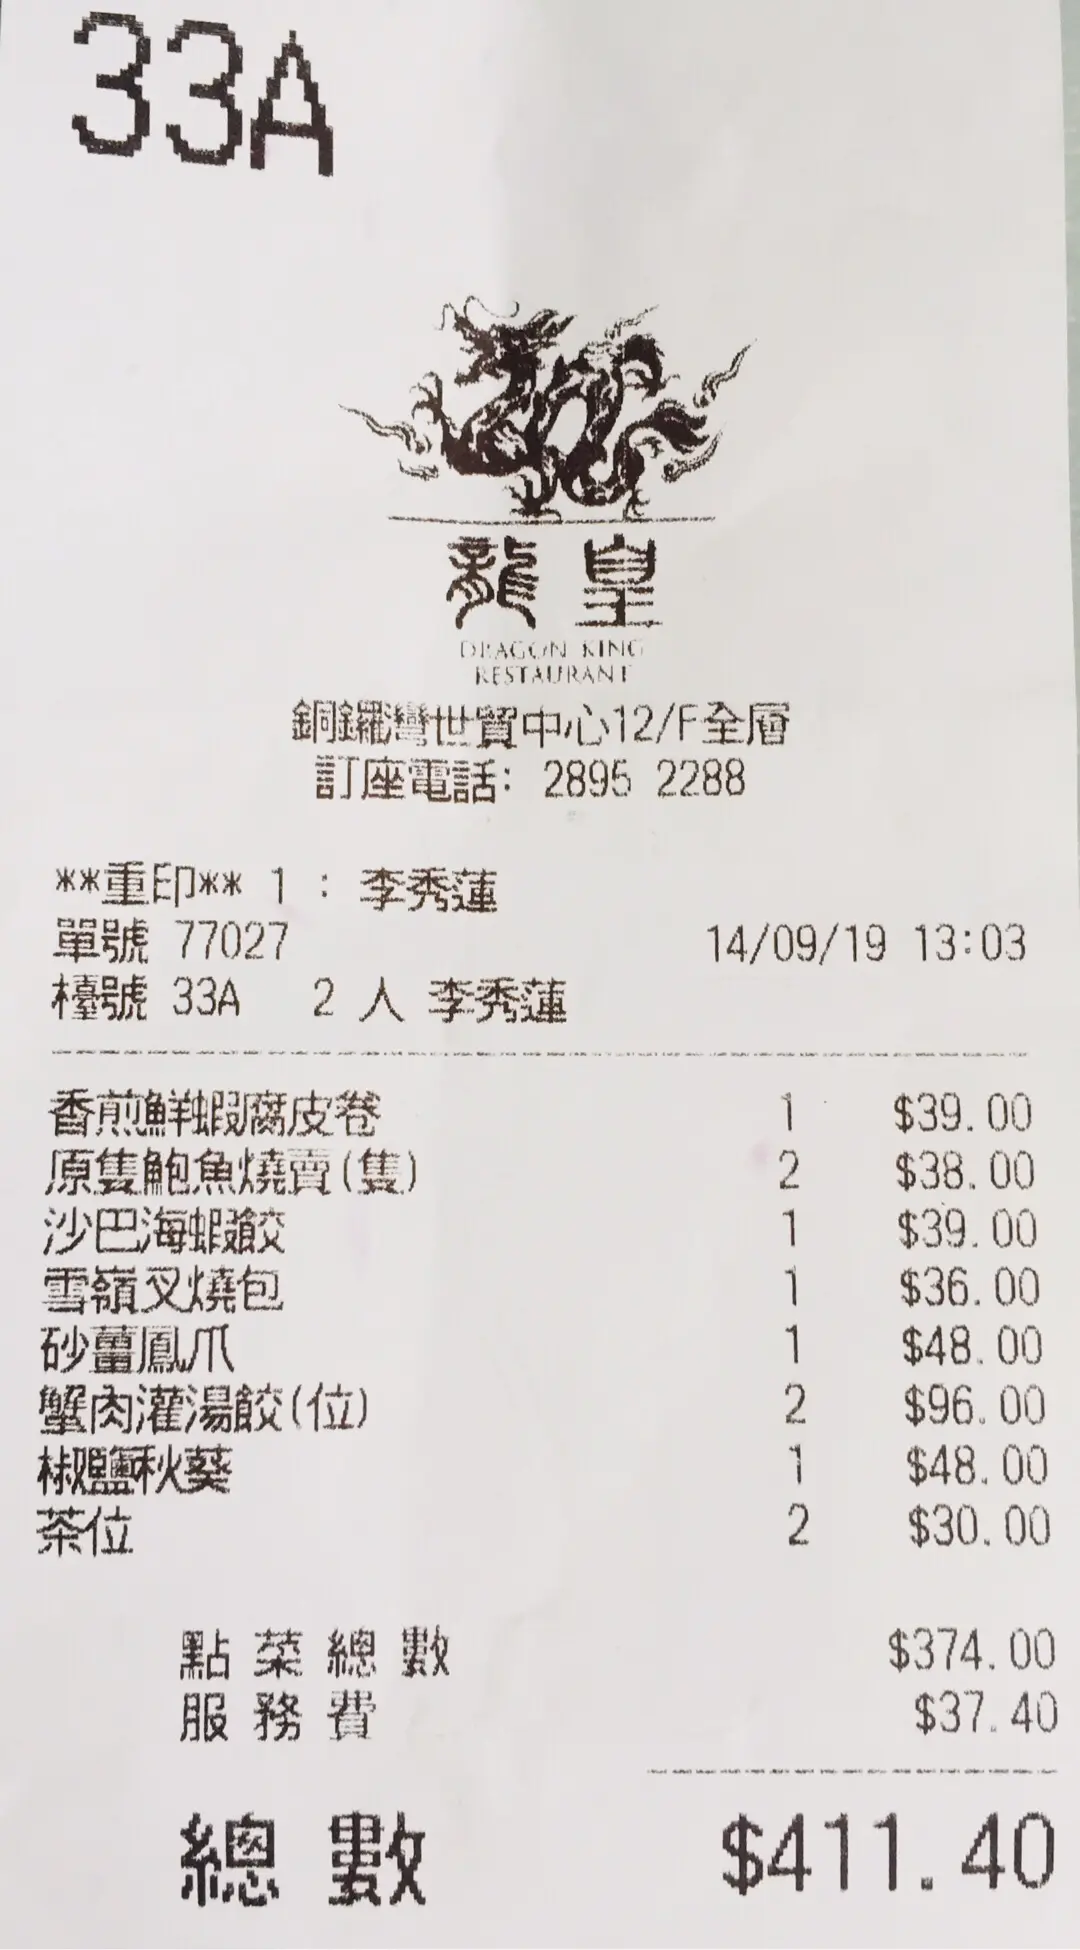 33A
龍皇
DRAGON KING
RESTAURANT
銅鑼灣世貿中心12/F全層
訂座電話: 2895 2288
**重印** 1 : 李秀蓮
單號 77027 14/09/19 13:03
檯號 33A 2 人 李秀蓮
香煎鮮蝦腐皮卷 1 $39.00
原隻鮑魚燒賣(隻) 2 $38.00
沙巴海蝦餃 1 $39.00
雪嶺叉燒包 1 $36.00
砂薑鳳爪 1 $48.00
蟹肉灌湯餃(位) 2 $96.00
椒鹽秋葵 1 $48.00
茶位 2 $30.00
點菜總數 $374.00
服務費 $37.40
總數 $411.40